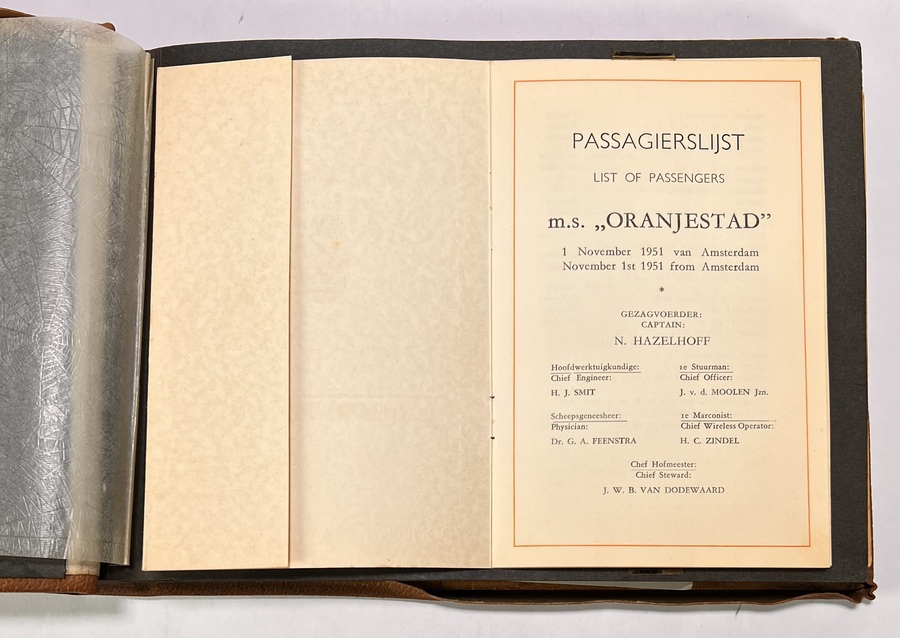 PASSAGIERSLIJST
LIST OF PASSENGERS
m.s. „ORANJESTAD”
1 November 1951 van Amsterdam
November 1st 1951 from Amsterdam
*
GEZAGVOERDER:
CAPTAIN:
N. HAZELHOFF
Hoofdwerktuigkundige:
Chief Engineer:
H. J. SMIT
1e Stuurman:
Chief Officer:
J. v. d. MOOLEN Jzn.
Scheepsgeneesheer:
Physician:
Dr. G. A. FEENSTRA
1e Marconist:
Chief Wireless Operator:
H. C. ZINDEL
Chef Hofmeester:
Chief Steward:
J. W. B. VAN DODEWAARD